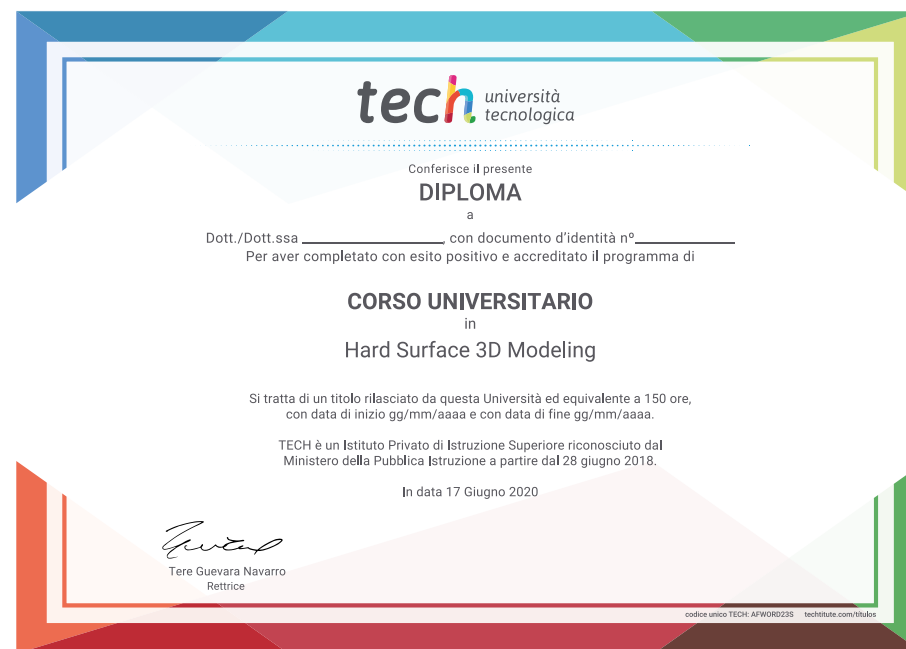 tech università
tecnologica
Conferisce il presente
DIPLOMA
a
Dott./Dott.ssa ____________________, con documento d'identità nº______________
Per aver completato con esito positivo e accreditato il programma di
CORSO UNIVERSITARIO
in
Hard Surface 3D Modeling
Si tratta di un titolo rilasciato da questa Università ed equivalente a 150 ore,
con data di inizio gg/mm/aaaa e con data di fine gg/mm/aaaa.
TECH è un Istituto Privato di Istruzione Superiore riconosciuto dal
Ministero della Pubblica Istruzione a partire dal 28 giugno 2018.
In data 17 Giugno 2020
Tere Guevara Navarro
Rettrice
codice unico TECH: AFWORD23S techtitute.com/titulos